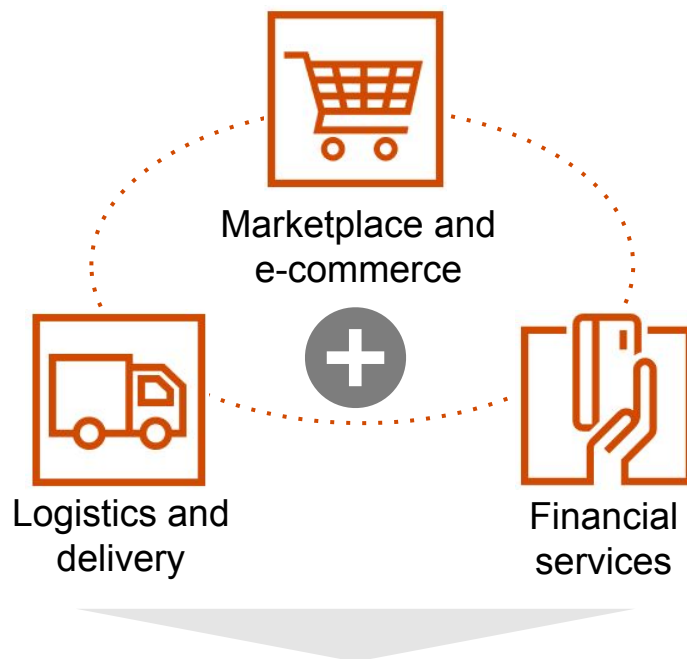 Marketplace and
e-commerce
Logistics and
delivery
Financial
services